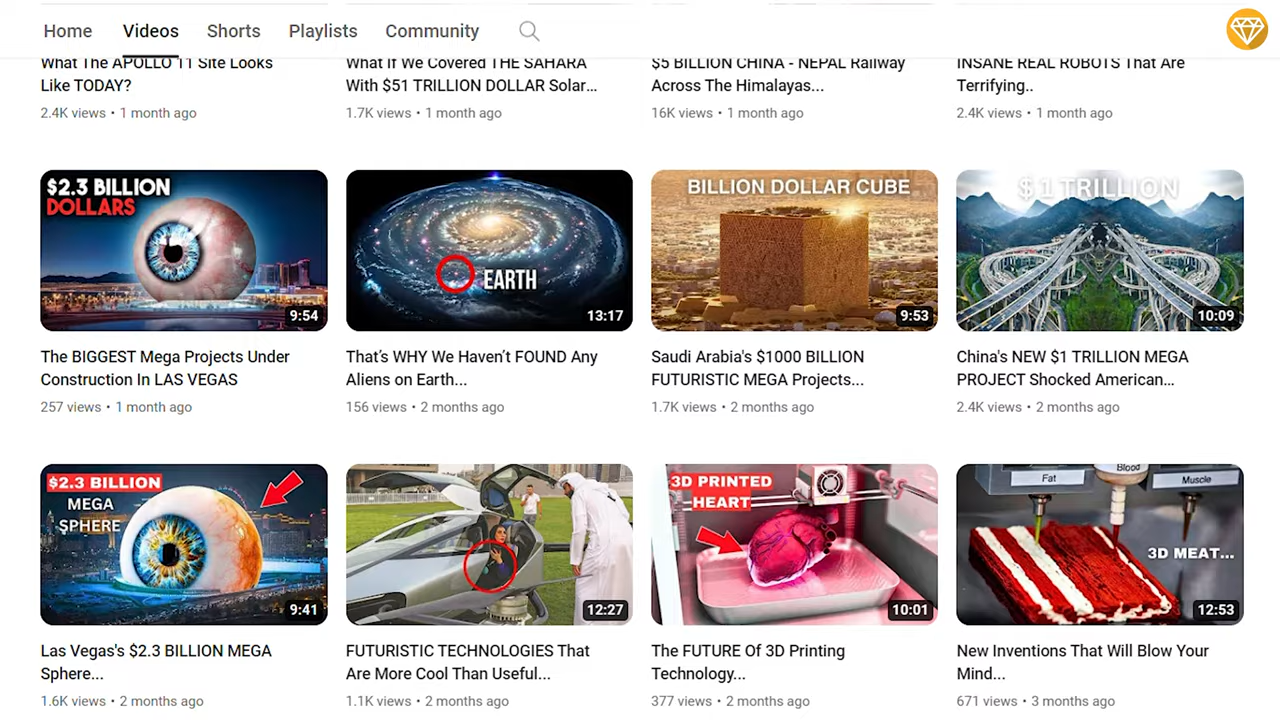 Home Videos Shorts Playlists Community
What The APOLLO 11 Site Looks
Like TODAY?
2.4K views • 1 month ago
What If We Covered THE SAHARA
With $51 TRILLION DOLLAR Solar...
1.7K views • 1 month ago
$5 BILLION CHINA - NEPAL Railway
Across The Himalayas...
16K views • 1 month ago
INSANE REAL ROBOTS That Are
Terrifying..
2.4K views • 1 month ago
$2.3 BILLION
DOLLARS
9:54
The BIGGEST Mega Projects Under
Construction In LAS VEGAS
257 views • 1 month ago
EARTH
13:17
That's WHY We Haven't FOUND Any
Aliens on Earth...
156 views • 2 months ago
BILLION DOLLAR CUBE
9:53
Saudi Arabia's $1000 BILLION
FUTURISTIC MEGA Projects...
1.7K views • 2 months ago
$1 TRILLION
10:09
China's NEW $1 TRILLION MEGA
PROJECT Shocked American...
2.4K views • 2 months ago
$2.3 BILLION
MEGA
SPHERE
9:41
Las Vegas's $2.3 BILLION MEGA
Sphere...
1.6K views • 2 months ago
12:27
FUTURISTIC TECHNOLOGIES That
Are More Cool Than Useful...
1.1K views • 2 months ago
3D PRINTED
HEART
10:01
The FUTURE Of 3D Printing
Technology...
377 views • 2 months ago
Fat
Blood
Muscle
3D MEAT...
12:53
New Inventions That Will Blow Your
Mind...
671 views • 3 months ago